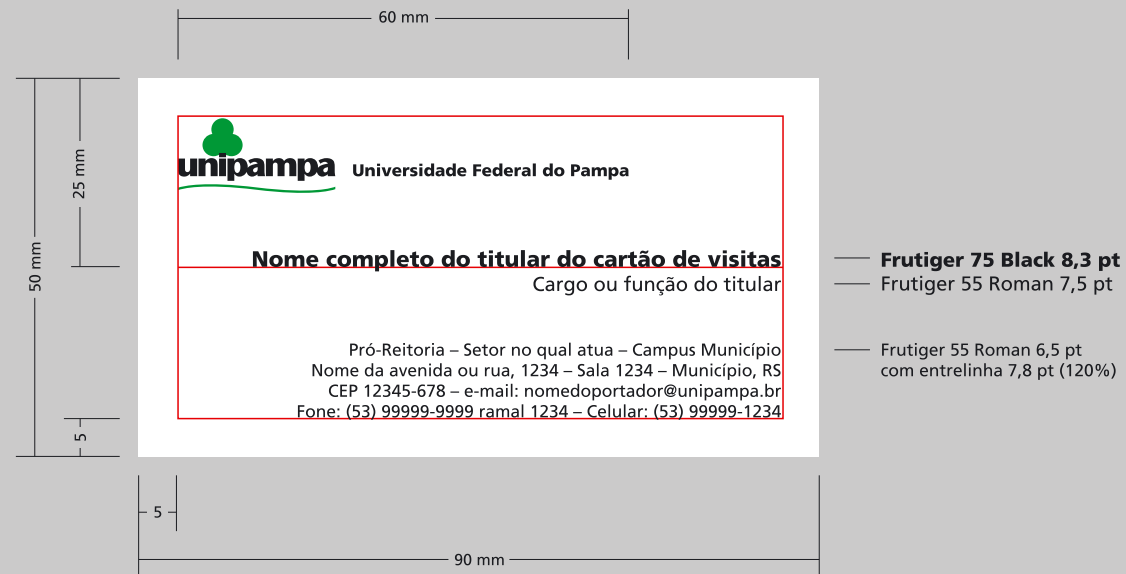 60 mm
25 mm
50 mm
unipampa
Universidade Federal do Pampa
Nome completo do titular do cartão de visitas
Cargo ou função do titular
Pró-Reitoria – Setor no qual atua – Campus Município
Nome da avenida ou rua, 1234 – Sala 1234 – Município, RS
CEP 12345-678 – e-mail: nomedoportador@unipampa.br
Fone: (53) 99999-9999 ramal 1234 – Celular: (53) 99999-1234
Frutiger 75 Black 8,3 pt
Frutiger 55 Roman 7,5 pt
Frutiger 55 Roman 6,5 pt
com entrelinha 7,8 pt (120%)
5
5
90 mm